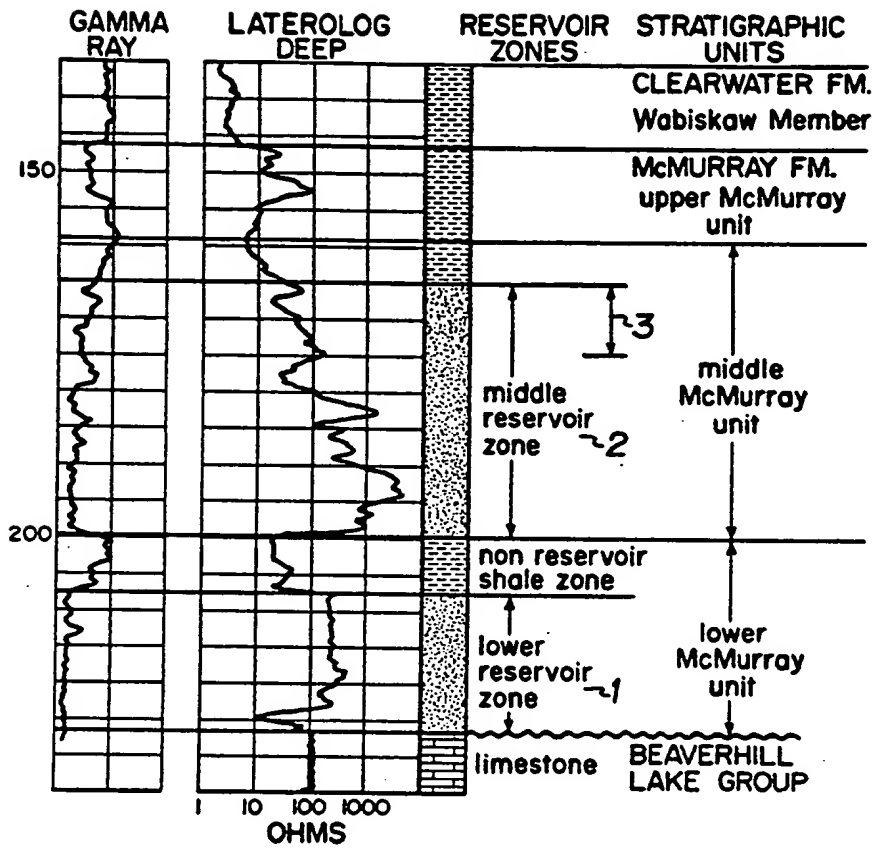 GAMMA
RAY
LATEROLOG
DEEP
RESERVOIR
ZONES
STRATIGRAPHIC
UNITS
CLEARWATER FM.
Wabiskaw Member
150
McMURRAY FM.
upper McMurray
unit
3
middle
reservoir
zone
2
middle
McMurray
unit
200
non reservoir
shale zone
lower
reservoir
zone
1
lower
McMurray
unit
limestone
BEAVERHILL
LAKE GROUP
1 10 100 1000
OHMS